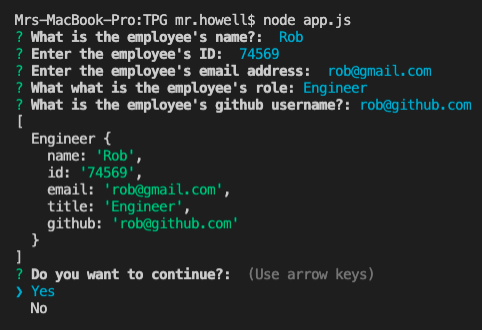 Mrs-MacBook-Pro:TPG mr.howell$ node app.js
? What is the employee's name?:  Rob
? Enter the employee's ID:  74569
? Enter the employee's email address:  rob@gmail.com
? What what is the employee's role: Engineer
? What is the employee's github username?: rob@github.com
[
  Engineer {
    name: 'Rob',
    id: '74569',
    email: 'rob@gmail.com',
    title: 'Engineer',
    github: 'rob@github.com'
  }
]
? Do you want to continue?:  (Use arrow keys)
❯ Yes
  No